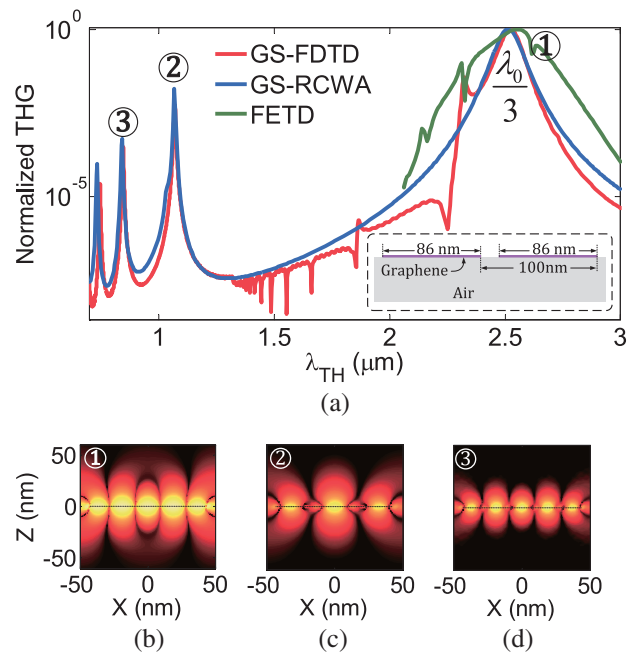 10⁰
②
①
GS-FDTD
GS-RCWA
FETD
λ₀
3
③
Normalized THG
10⁻⁵
86 nm
86 nm
Graphene
100nm
Air
1
1.5
2
2.5
3
λTH (μm)
(a)
50
①
②
③
Z (nm)
0
-50
-50
0
50
-50
0
50
-50
0
50
X (nm)
X (nm)
X (nm)
(b)
(c)
(d)